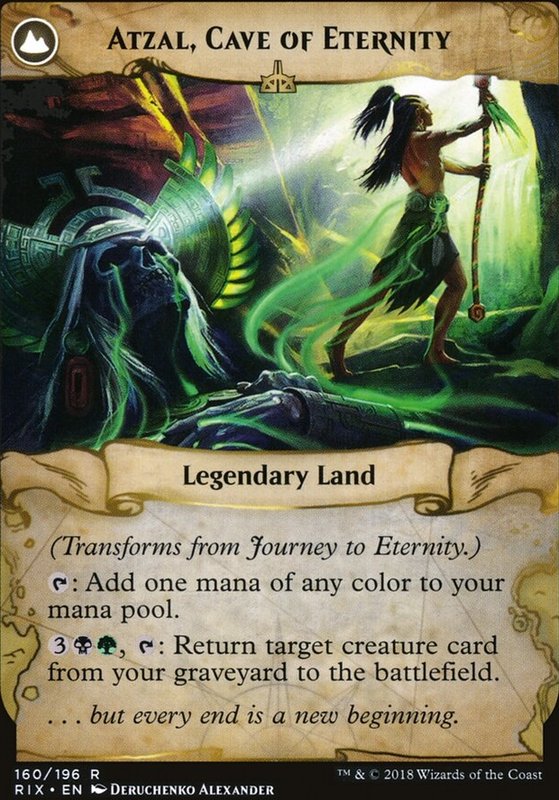 Atzal, Cave of Eternity
Legendary Land
(Transforms from Journey to Eternity.)
: Add one mana of any color to your
mana pool.
3, : Return target creature card
from your graveyard to the battlefield.
. . . but every end is a new beginning.
160/196 R
RIX • EN Deruchenko Alexander
™ & © 2018 Wizards of the Coast